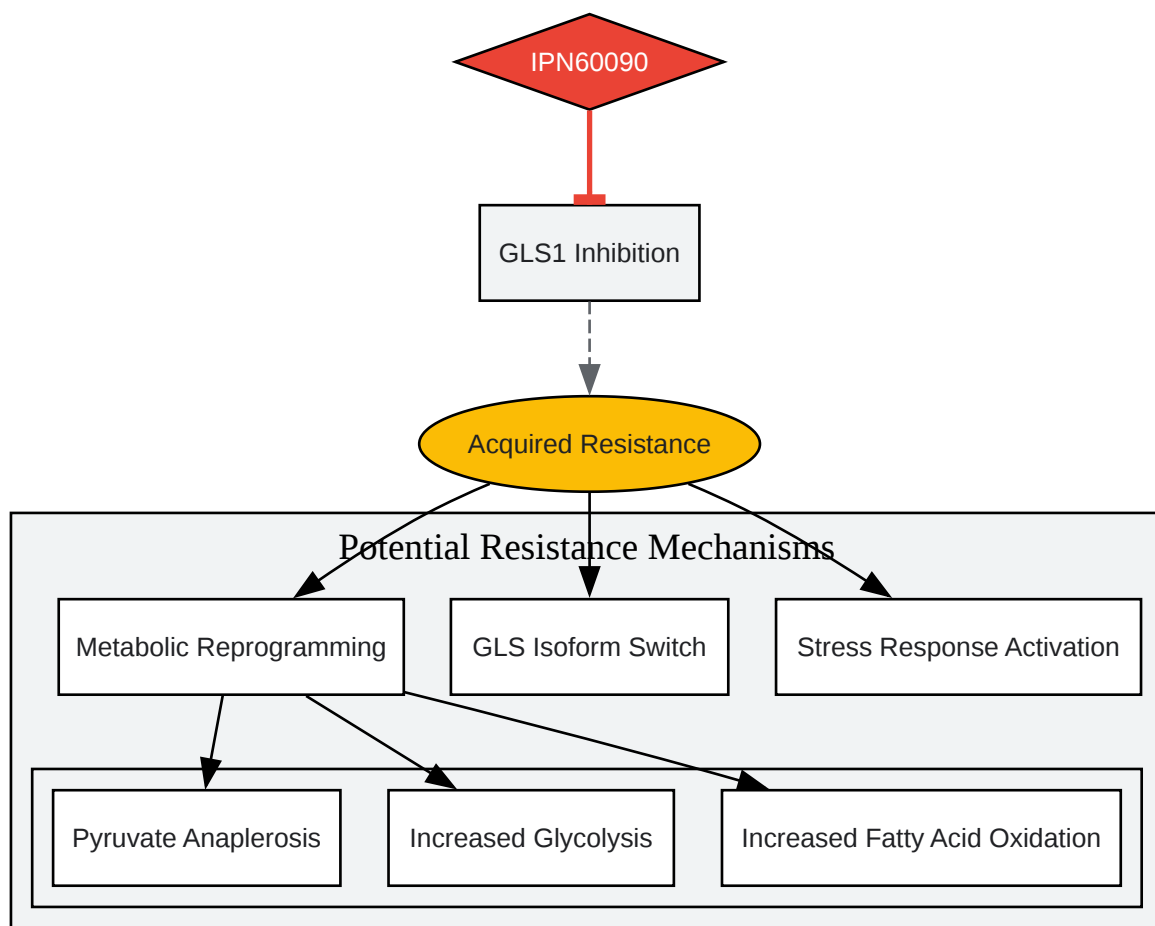 IPN60090
GLS1 Inhibition
Acquired Resistance
Potential Resistance Mechanisms
Metabolic Reprogramming
GLS Isoform Switch
Stress Response Activation
Pyruvate Anaplerosis
Increased Glycolysis
Increased Fatty Acid Oxidation